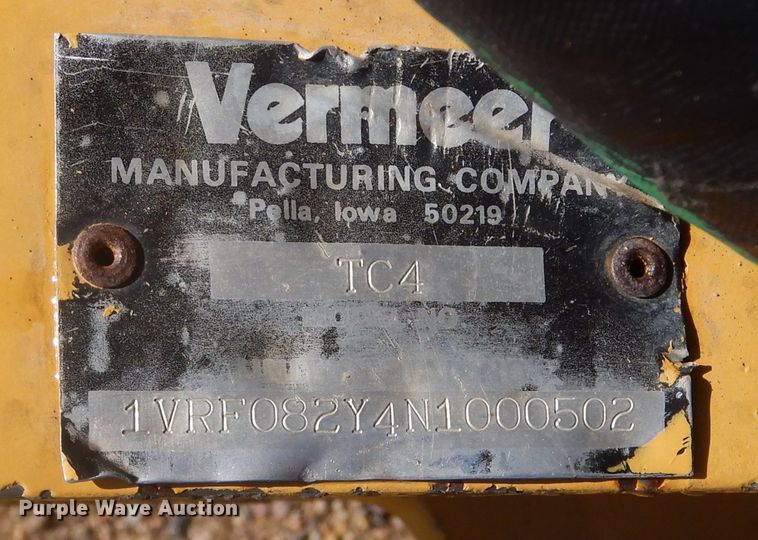 Vermeer
MANUFACTURING COMPANY
Pella, Iowa 50219
TC4
1VRF082Y4N1000502
Purple Wave Auction